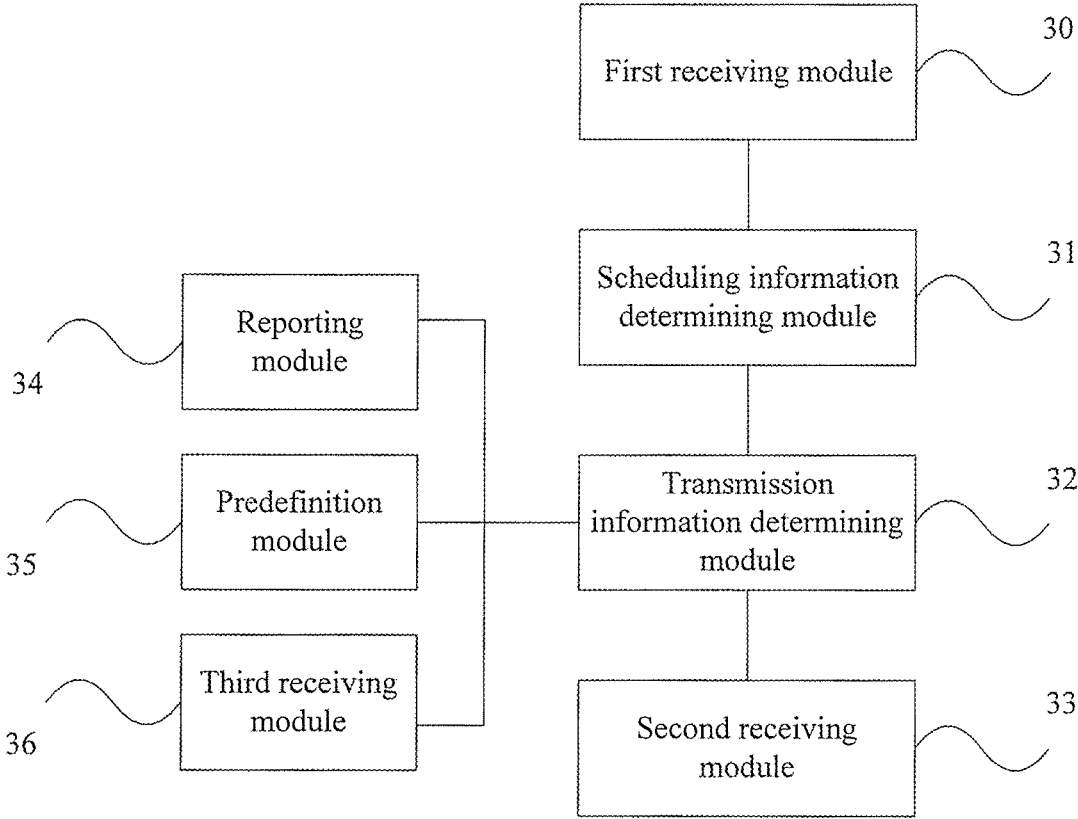 30
First receiving module
31
Scheduling information
determining module
Reporting
module
34
32
Transmission
information determining
module
Predefinition
module
35
Third receiving
module
36
33
Second receiving
module